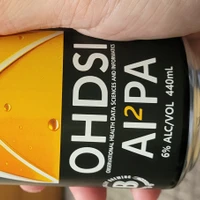 OHDSI
OBSERVATIONAL HEALTH DATA SCIENCES AND INFORMATICS
AI²PA
6% ALC/VOL 440mL